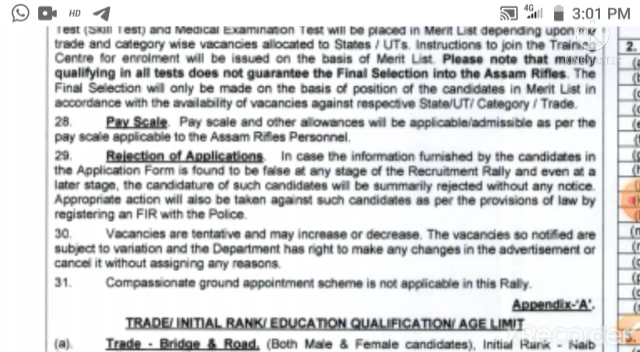 HD
4G
3:01 PM
Test (Skill Test) and Medical Examination Test will be placed in Merit List depending upon
trade and category wise vacancies allocated to States / UTs. Instructions to join the Training
Centre for enrolment will be issued on the basis of Merit List. Please note that merely
qualifying in all tests does not guarantee the Final Selection into the Assam Rifles. The
Final Selection will only be made on the basis of position of the candidates in Merit List in
accordance with the availability of vacancies against respective State/UT/ Category / Trade.
28. Pay Scale. Pay scale and other allowances will be applicable/admissible as per the
pay scale applicable to the Assam Rifles Personnel.
29. Rejection of Applications. In case the information furnished by the candidates in
the Application Form is found to be false at any stage of the Recruitment Rally and even at a
later stage, the candidature of such candidates will be summarily rejected without any notice.
Appropriate action will also be taken against such candidates as per the provisions of law by
registering an FIR with the Police.
30. Vacancies are tentative and may increase or decrease. The vacancies so notified are
subject to variation and the Department has right to make any changes in the advertisement or
cancel it without assigning any reasons.
31. Compassionate ground appointment scheme is not applicable in this Rally.
Appendix-'A'.
TRADE/ INITIAL RANK/ EDUCATION QUALIFICATION/ AGE LIMIT
(a). Trade - Bridge & Road. (Both Male & Female candidates), Initial Rank - Naib
2.